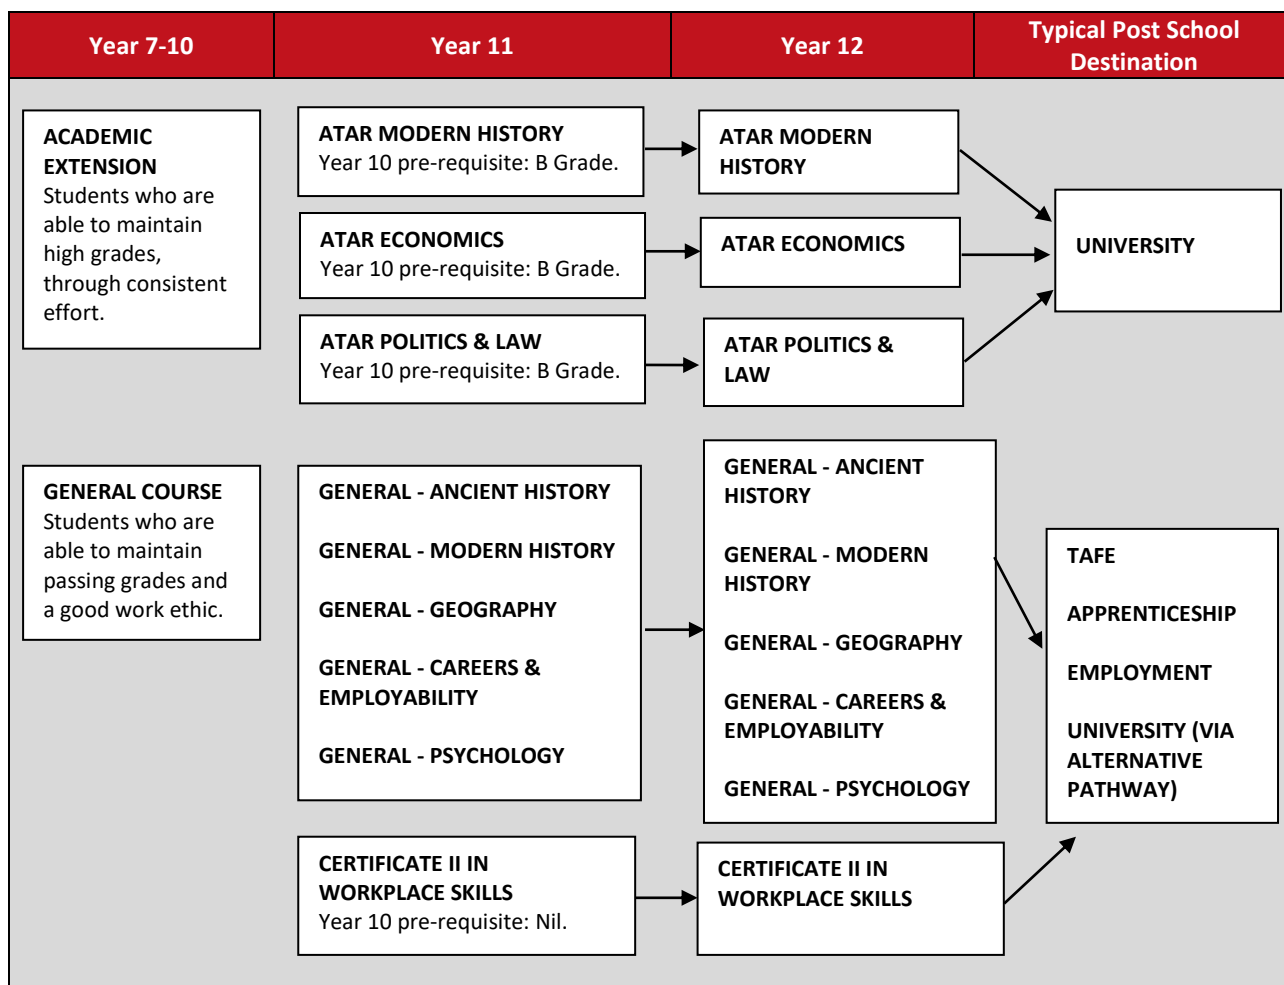 Year 7-10
Year 11
Year 12
Typical Post School
Destination
ACADEMIC
EXTENSION
Students who are
able to maintain
high grades,
through consistent
effort.
ATAR MODERN HISTORY
Year 10 pre-requisite: B Grade.
ATAR MODERN
HISTORY
ATAR ECONOMICS
Year 10 pre-requisite: B Grade.
ATAR ECONOMICS
ATAR POLITICS & LAW
Year 10 pre-requisite: B Grade.
ATAR POLITICS &
LAW
UNIVERSITY
GENERAL COURSE
Students who are
able to maintain
passing grades and
a good work ethic.
GENERAL - ANCIENT HISTORY
GENERAL - MODERN HISTORY
GENERAL - GEOGRAPHY
GENERAL - CAREERS &
EMPLOYABILITY
GENERAL - PSYCHOLOGY
GENERAL - ANCIENT
HISTORY
GENERAL - MODERN
HISTORY
GENERAL - GEOGRAPHY
GENERAL - CAREERS &
EMPLOYABILITY
GENERAL - PSYCHOLOGY
TAFE
APPRENTICESHIP
EMPLOYMENT
UNIVERSITY (VIA
ALTERNATIVE
PATHWAY)
CERTIFICATE II IN
WORKPLACE SKILLS
Year 10 pre-requisite: Nil.
CERTIFICATE II IN
WORKPLACE SKILLS